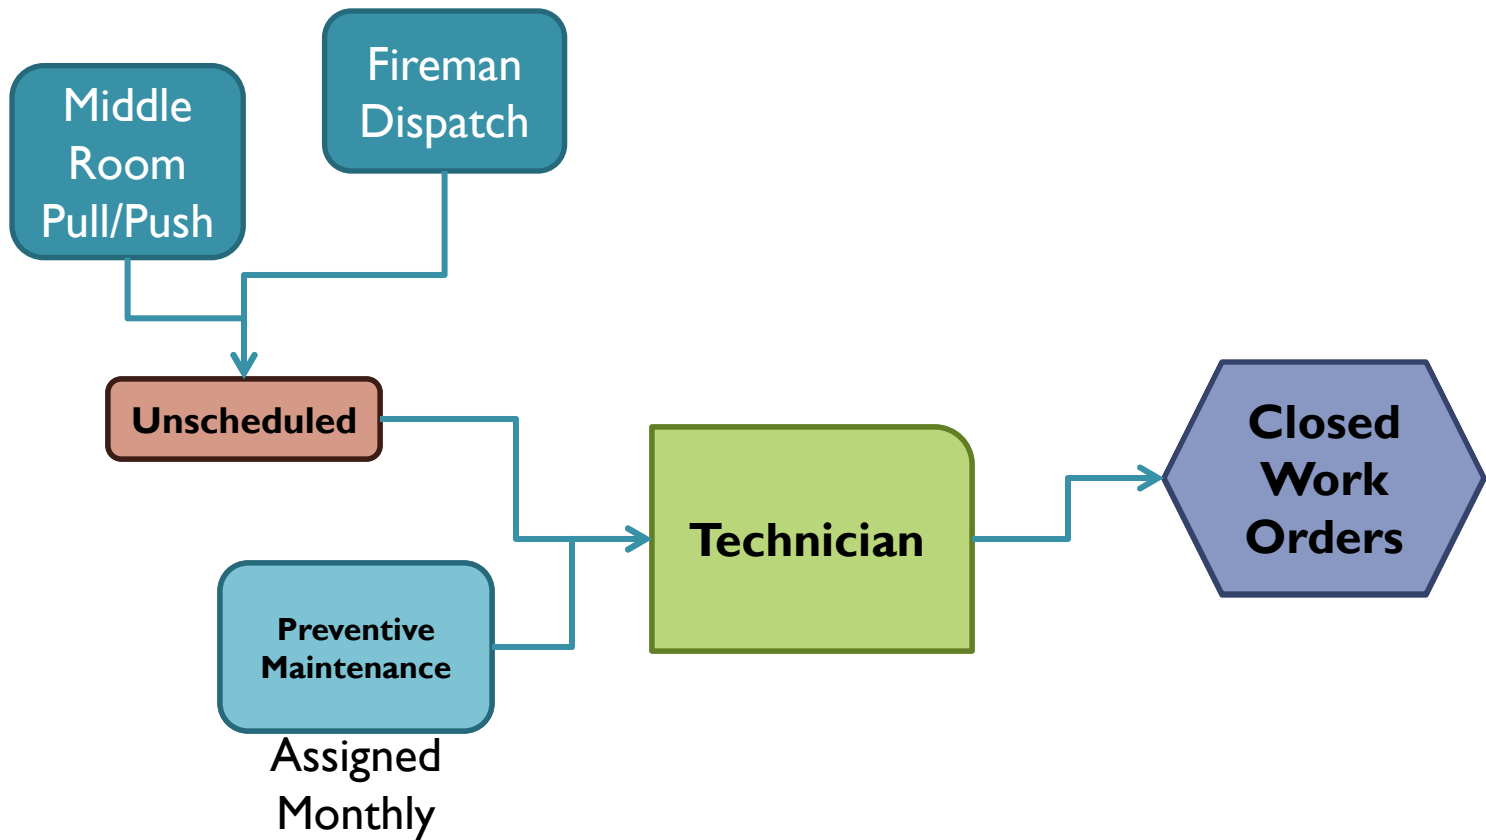 Middle
Room
Pull/Push
Fireman
Dispatch
Unscheduled
Preventive
Maintenance
Assigned
Monthly
Technician
Closed
Work
Orders